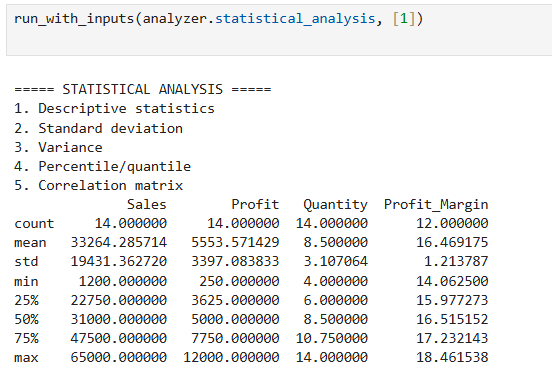 run_with_inputs(analyzer.statistical_analysis, [1])
===== STATISTICAL ANALYSIS =====
1. Descriptive statistics
2. Standard deviation
3. Variance
4. Percentile/quantile
5. Correlation matrix
              Sales        Profit   Quantity  Profit_Margin
count     14.000000     14.000000  14.000000      12.000000
mean   33264.285714   5553.571429   8.500000      16.469175
std    19431.362720   3397.083833   3.107064       1.213787
min     1200.000000    250.000000   4.000000      14.062500
25%    22750.000000   3625.000000   6.000000      15.977273
50%    31000.000000   5000.000000   8.500000      16.515152
75%    47500.000000   7750.000000  10.750000      17.232143
max    65000.000000  12000.000000  14.000000      18.461538